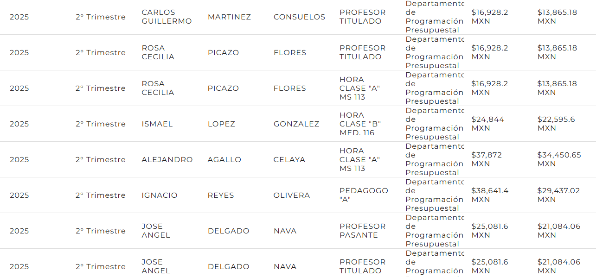 2025 2° Trimestre CARLOS GUILLERMO MARTINEZ CONSUELOS PROFESOR TITULADO Departamento de Programación Presupuestal $16,928.2 MXN $13,865.18 MXN
2025 2° Trimestre ROSA CECILIA PICAZO FLORES PROFESOR TITULADO Departamento de Programación Presupuestal $16,928.2 MXN $13,865.18 MXN
2025 2° Trimestre ROSA CECILIA PICAZO FLORES HORA CLASE "A" MS 113 Departamento de Programación Presupuestal $16,928.2 MXN $13,865.18 MXN
2025 2° Trimestre ISMAEL LOPEZ GONZALEZ HORA CLASE "B" MED. 116 Departamento de Programación Presupuestal $24,844 MXN $22,595.6 MXN
2025 2° Trimestre ALEJANDRO AGALLO CELAYA HORA CLASE "A" MS 113 Departamento de Programación Presupuestal $37,872 MXN $34,450.65 MXN
2025 2° Trimestre IGNACIO REYES OLIVERA PEDAGOGO "A" Departamento de Programación Presupuestal $38,641.4 MXN $29,437.02 MXN
2025 2° Trimestre JOSE ANGEL DELGADO NAVA PROFESOR PASANTE Departamento de Programación Presupuestal $25,081.6 MXN $21,084.06 MXN
2025 2° Trimestre JOSE ANGEL DELGADO NAVA PROFESOR TITULADO Departamento de Programación $25,081.6 MXN $21,084.06 MXN